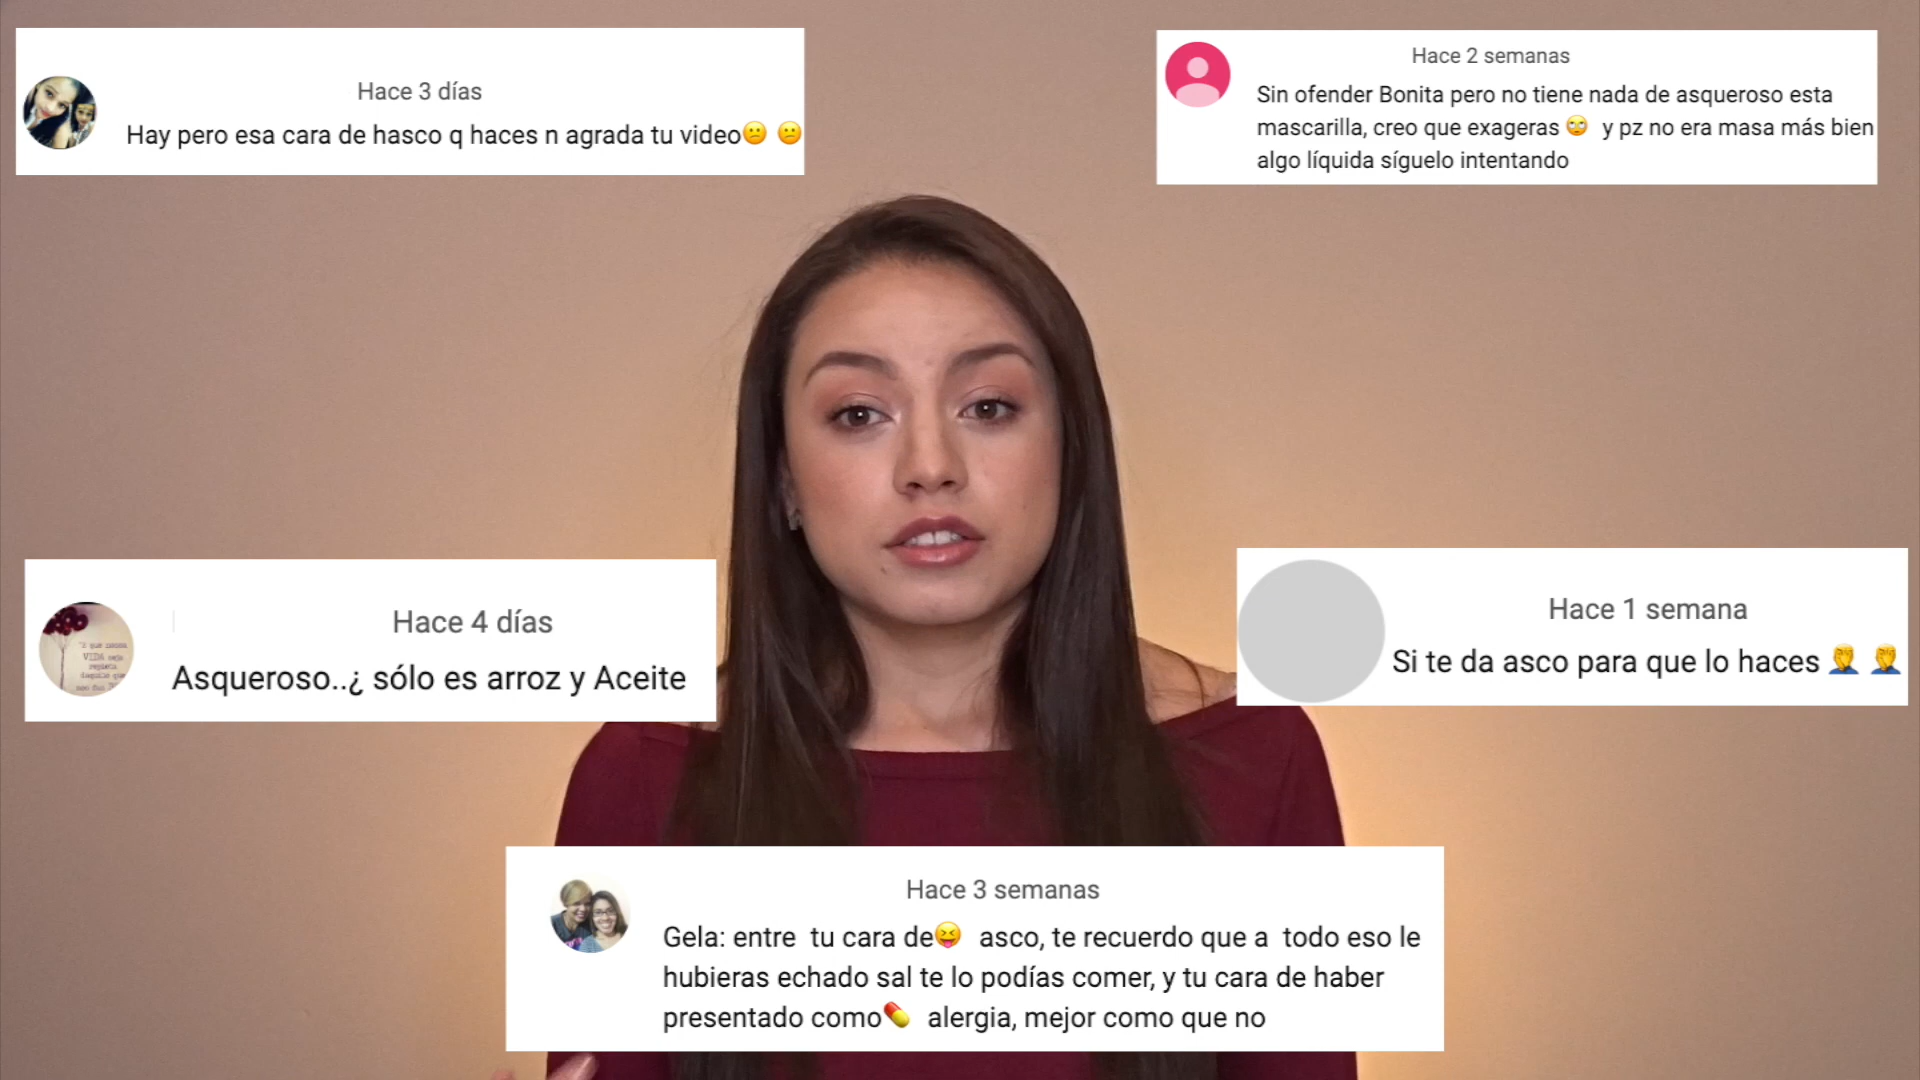 Hace 3 días
Hay pero esa cara de hasco q haces n agrada tu video😕 😕
Hace 2 semanas
Sin ofender Bonita pero no tiene nada de asqueroso esta
mascarilla, creo que exageras 🙄 y pz no era masa más bien
algo líquida síguelo intentando
Hace 4 días
Asqueroso..¿ sólo es arroz y Aceite
Hace 1 semana
Si te da asco para que lo haces 🤦 🤦
Hace 3 semanas
Gela: entre tu cara de😝 asco, te recuerdo que a todo eso le
hubieras echado sal te lo podías comer, y tu cara de haber
presentado como💊 alergia, mejor como que no